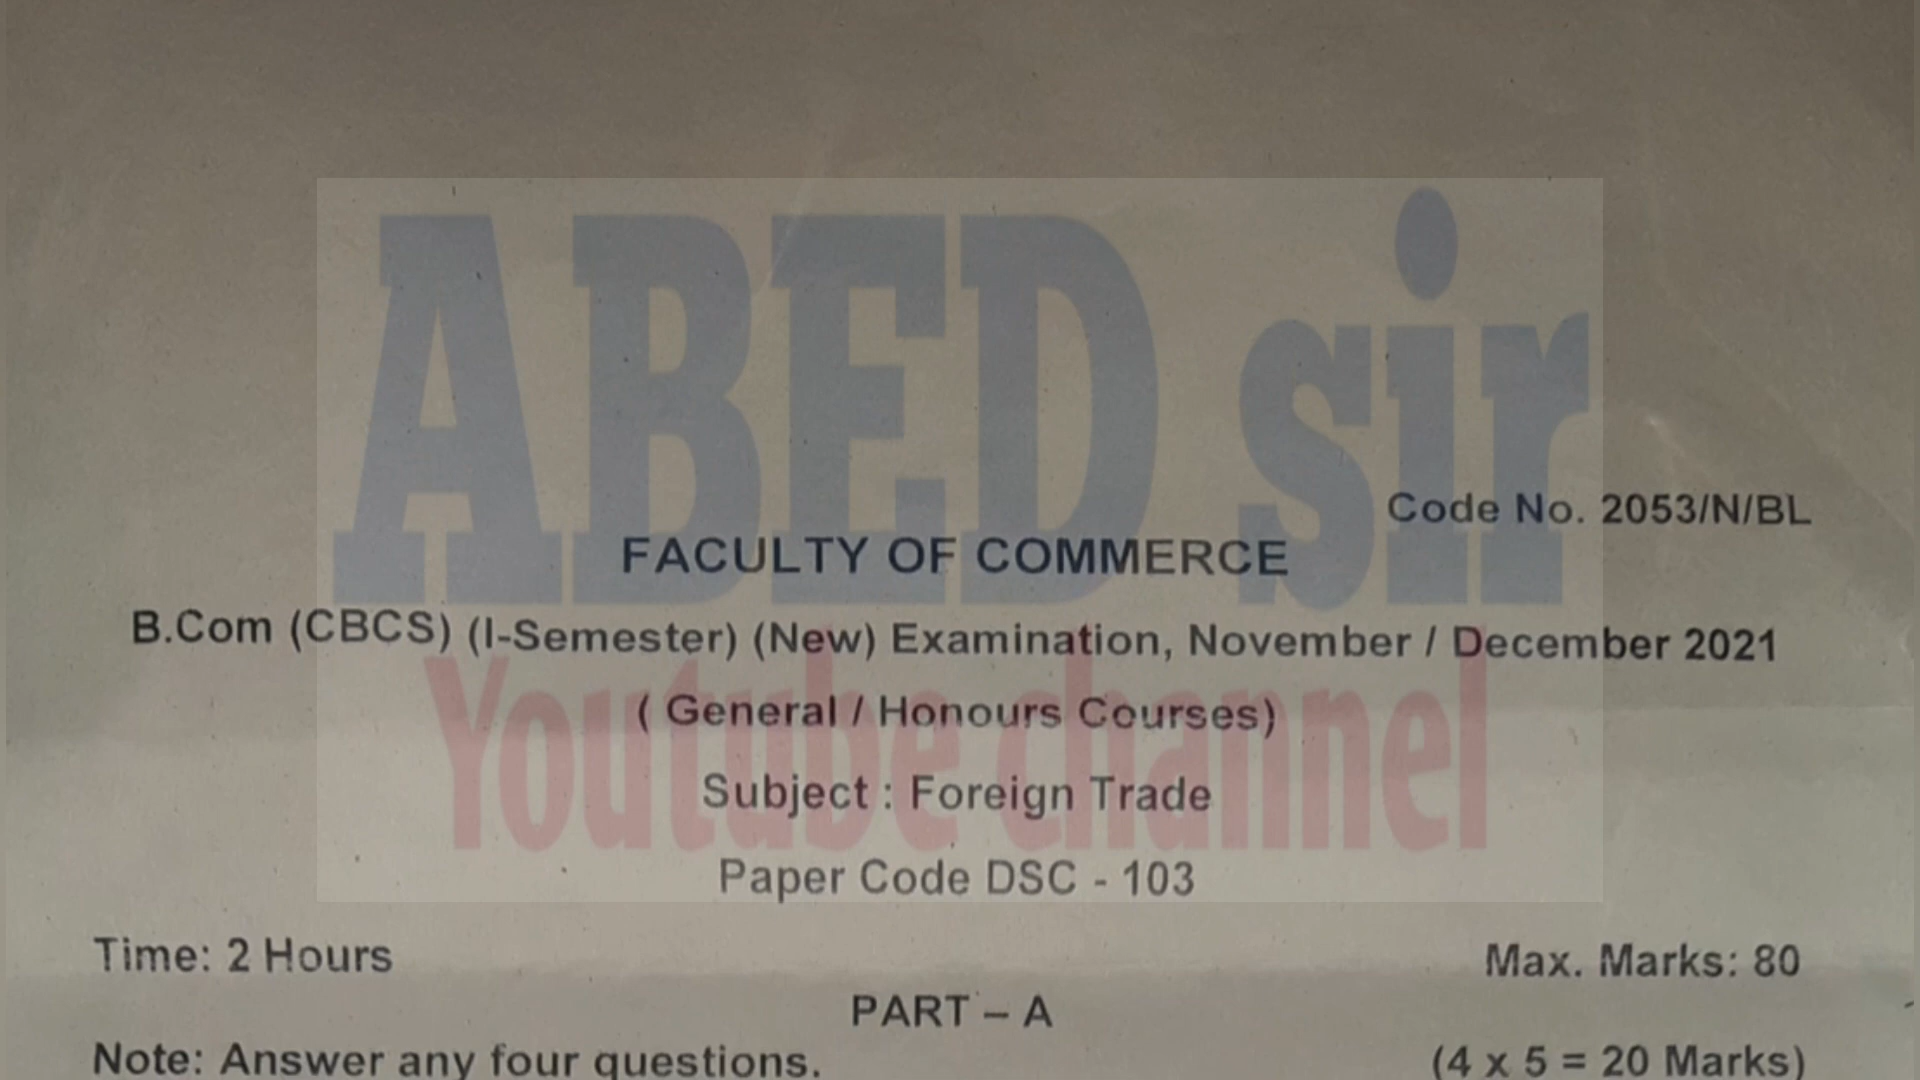 ABED sir
Code No. 2053/N/BL
FACULTY OF COMMERCE
B.Com (CBCS) (I-Semester) (New) Examination, November / December 2021
Youtube channel
( General / Honours Courses)
Subject : Foreign Trade
Paper Code DSC - 103
Time: 2 Hours
Max. Marks: 80
PART – A
Note: Answer any four questions.
(4 x 5 = 20 Marks)